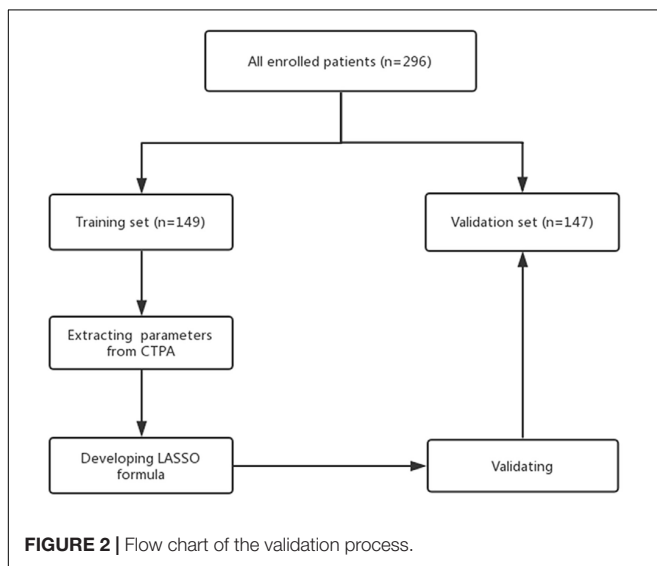 All enrolled patients (n=296)
Training set (n=149)
Validation set (n=147)
Extracting parameters
from CTPA
Developing LASSO
formula
Validating
FIGURE 2 | Flow chart of the validation process.